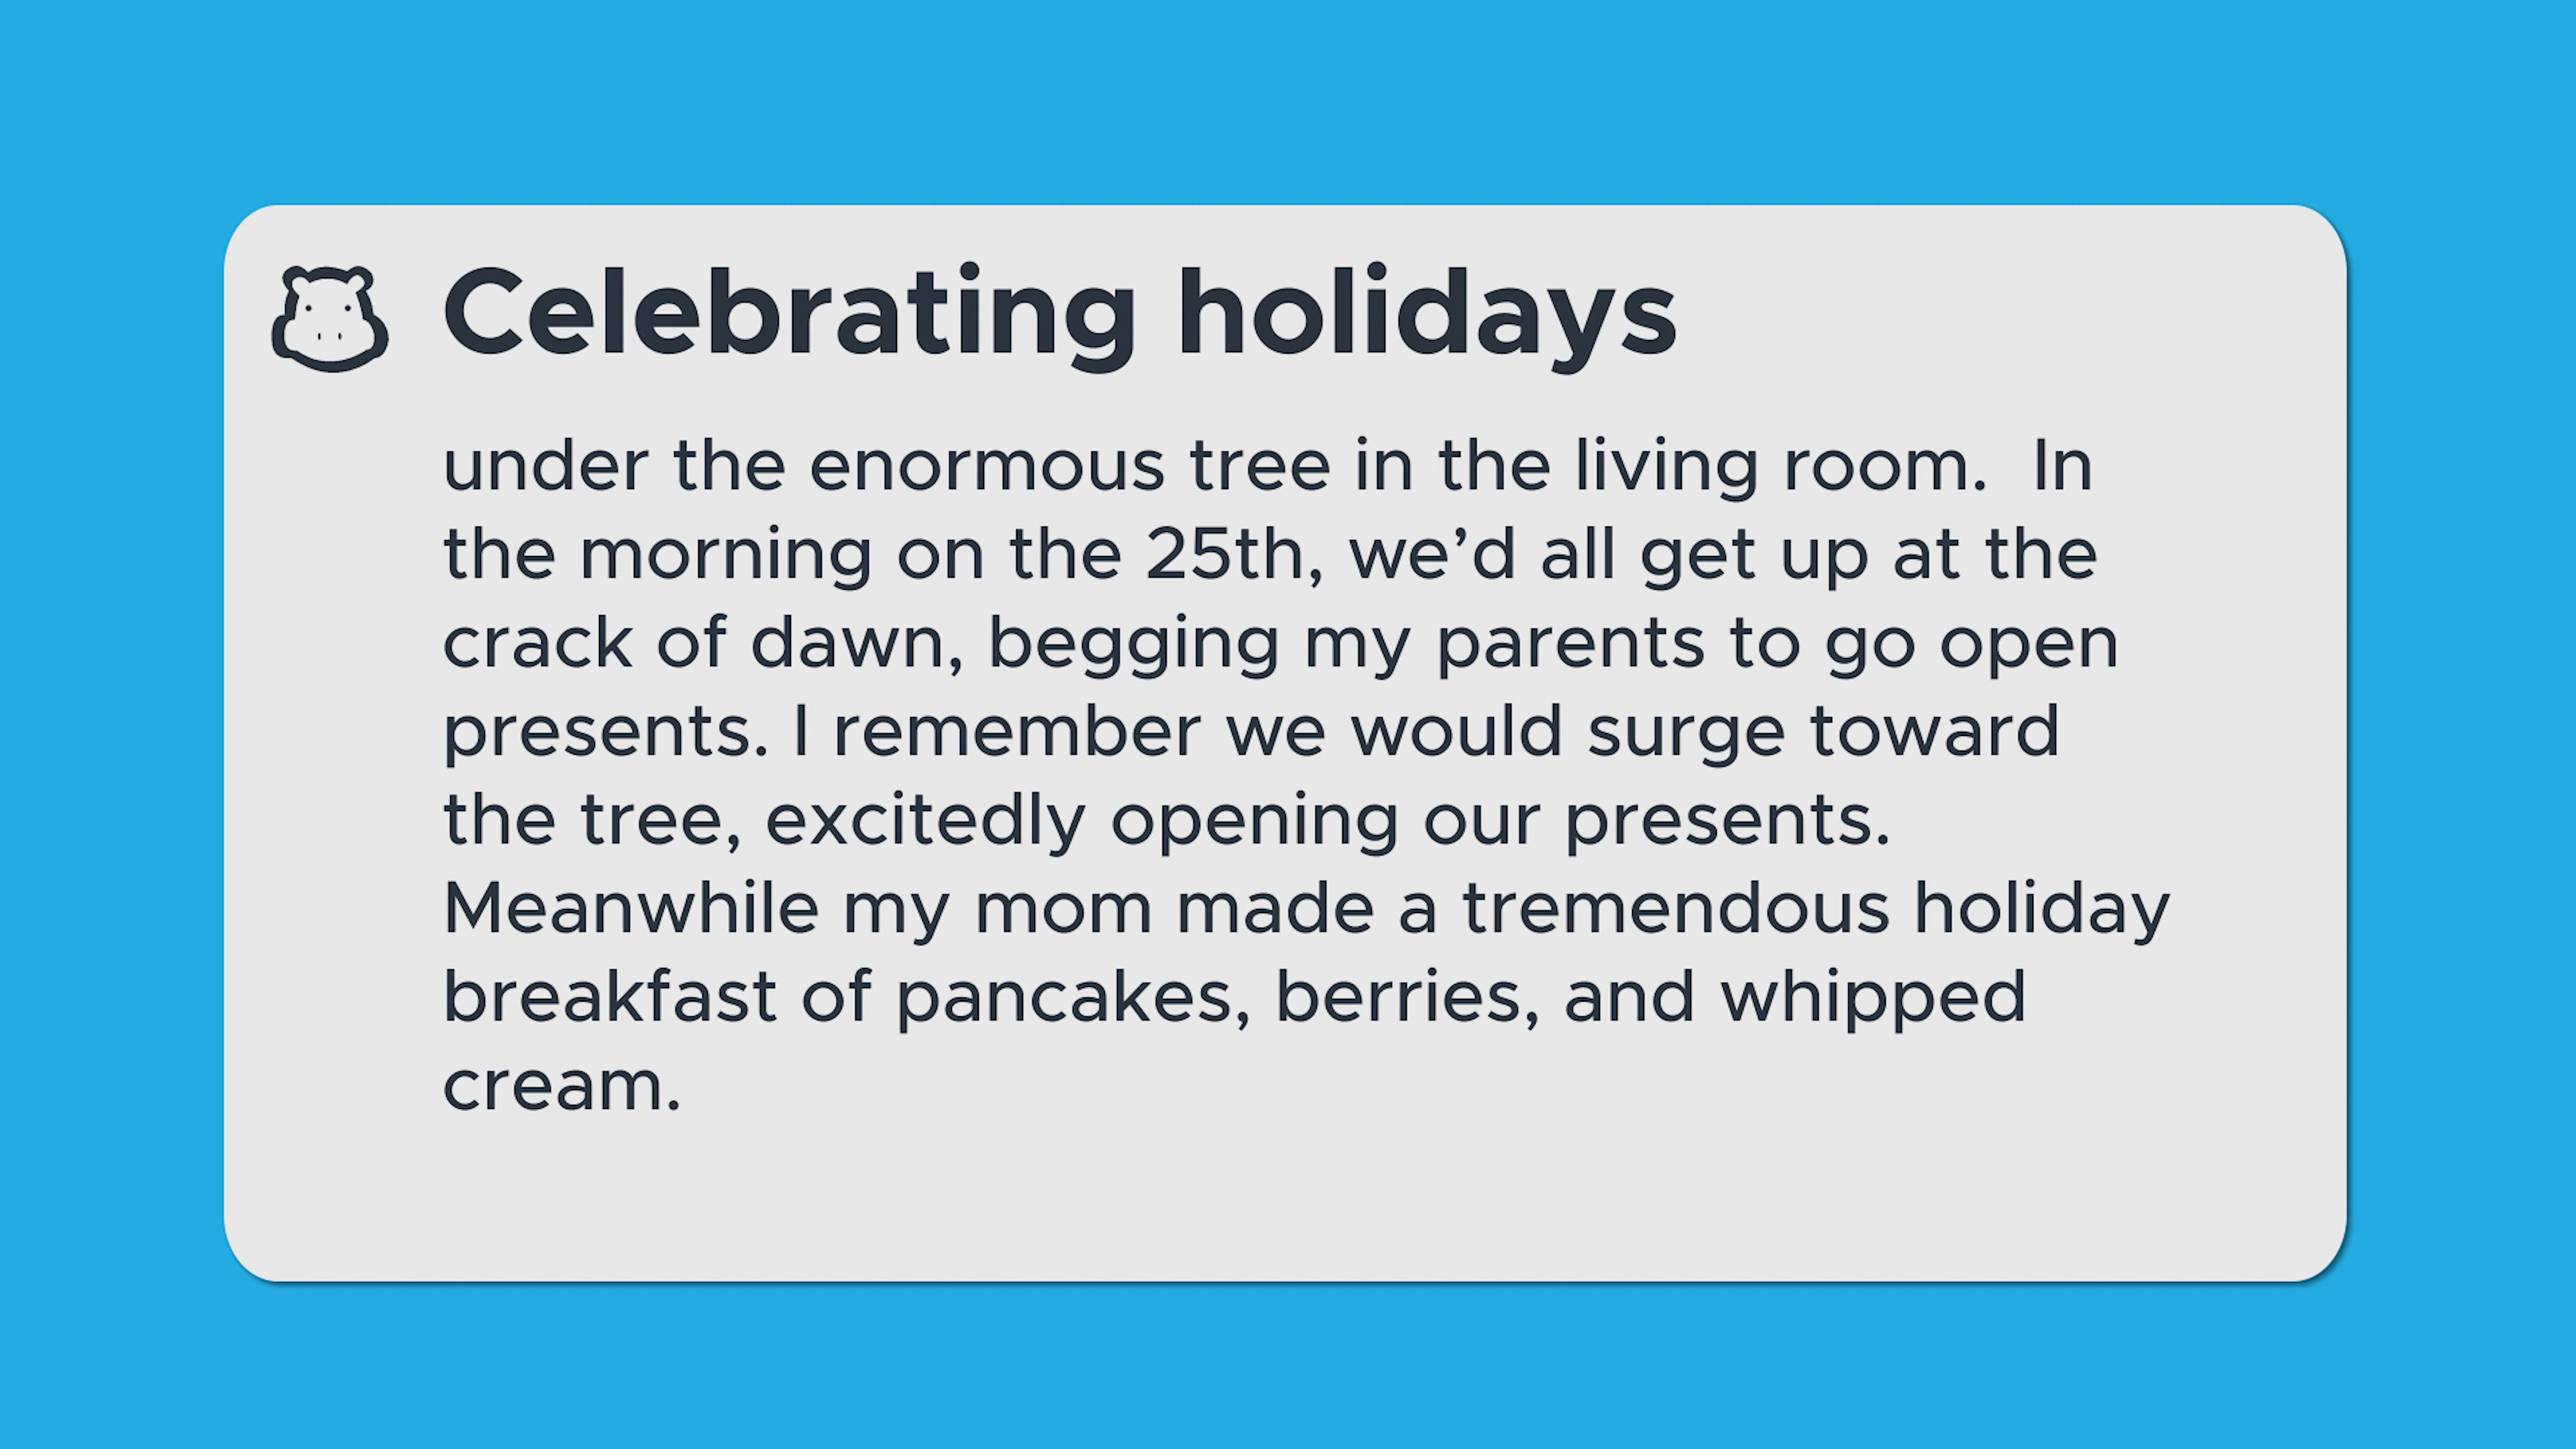 Celebrating holidays
under the enormous tree in the living room.  In
the morning on the 25th, we’d all get up at the
crack of dawn, begging my parents to go open
presents. I remember we would surge toward
the tree, excitedly opening our presents.
Meanwhile my mom made a tremendous holiday
breakfast of pancakes, berries, and whipped
cream.